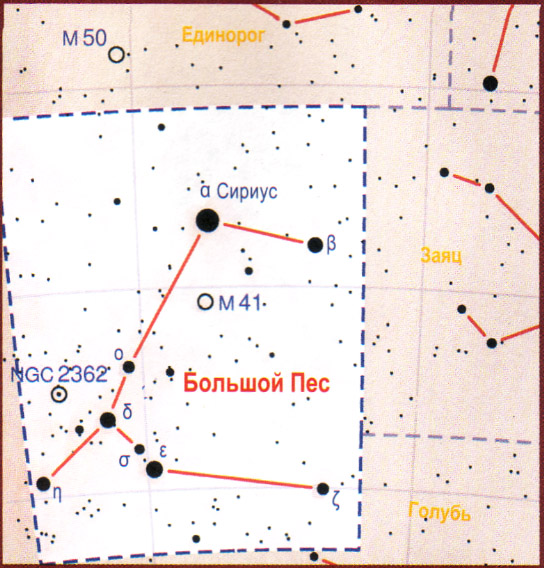 Единорог
М 50
α Сириус
β
Заяц
М 41
ο
NGC 2362
Большой Пес
δ
σ
ε
η
ζ
Голубь